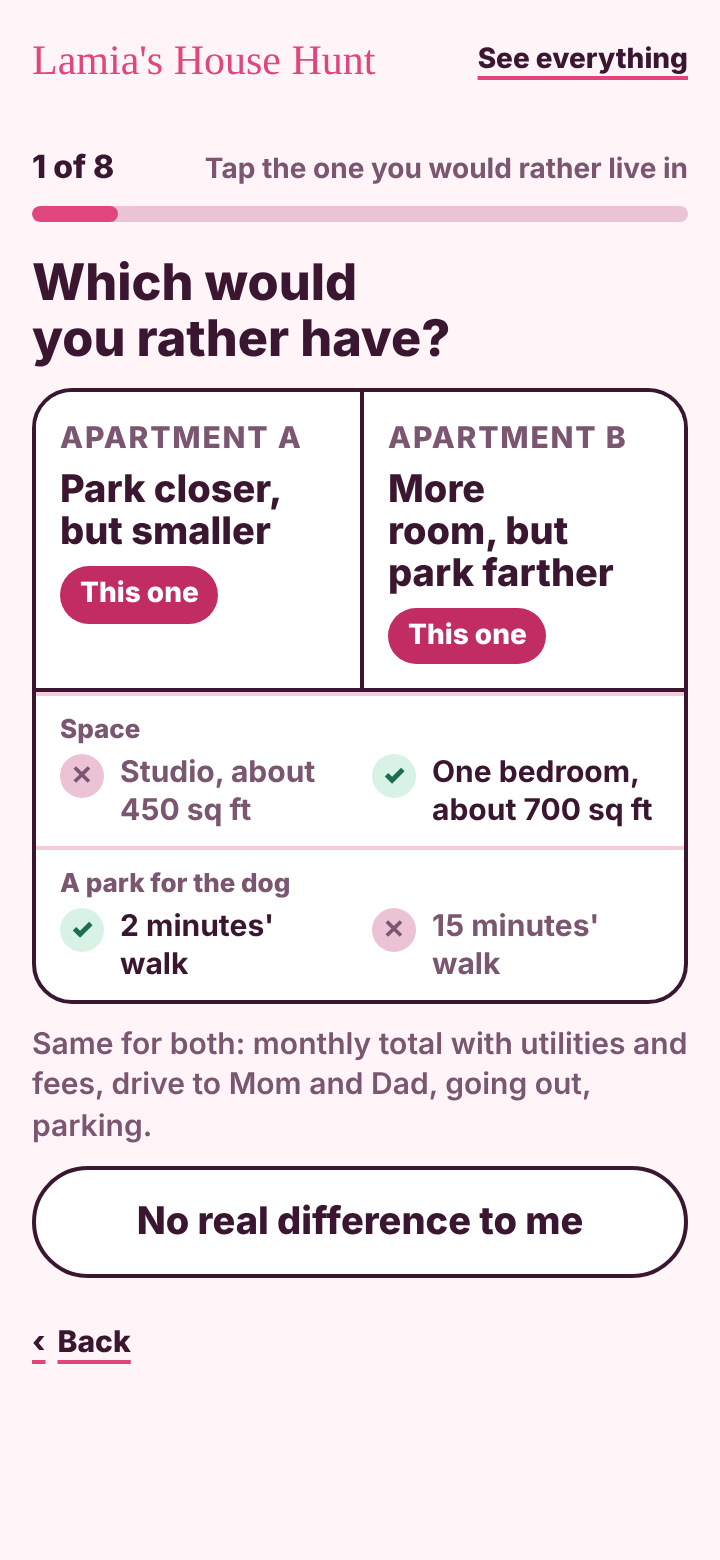 Lamia's House Hunt
See everything
1 of 8
Tap the one you would rather live in
Which would
you rather have?
APARTMENT A
Park closer,
but smaller
This one
APARTMENT B
More
room, but
park farther
This one
Space
Studio, about
450 sq ft
One bedroom,
about 700 sq ft
A park for the dog
2 minutes'
walk
15 minutes'
walk
Same for both: monthly total with utilities and
fees, drive to Mom and Dad, going out,
parking.
No real difference to me
‹ Back